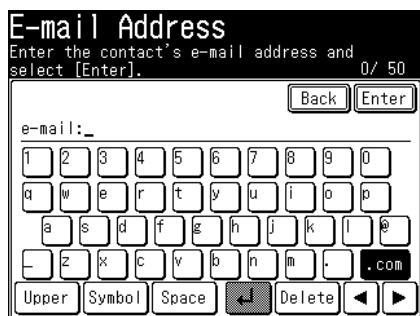 E-mail Address
Enter the contact's e-mail address and
select [Enter]. 0/ 50
Back Enter
e-mail:_
1 2 3 4 5 6 7 8 9 0
q w e r t y u i o p
a s d f g h j k l @
_ z x c v b n m . .com
Upper Symbol Space ↵ Delete ◀ ▶